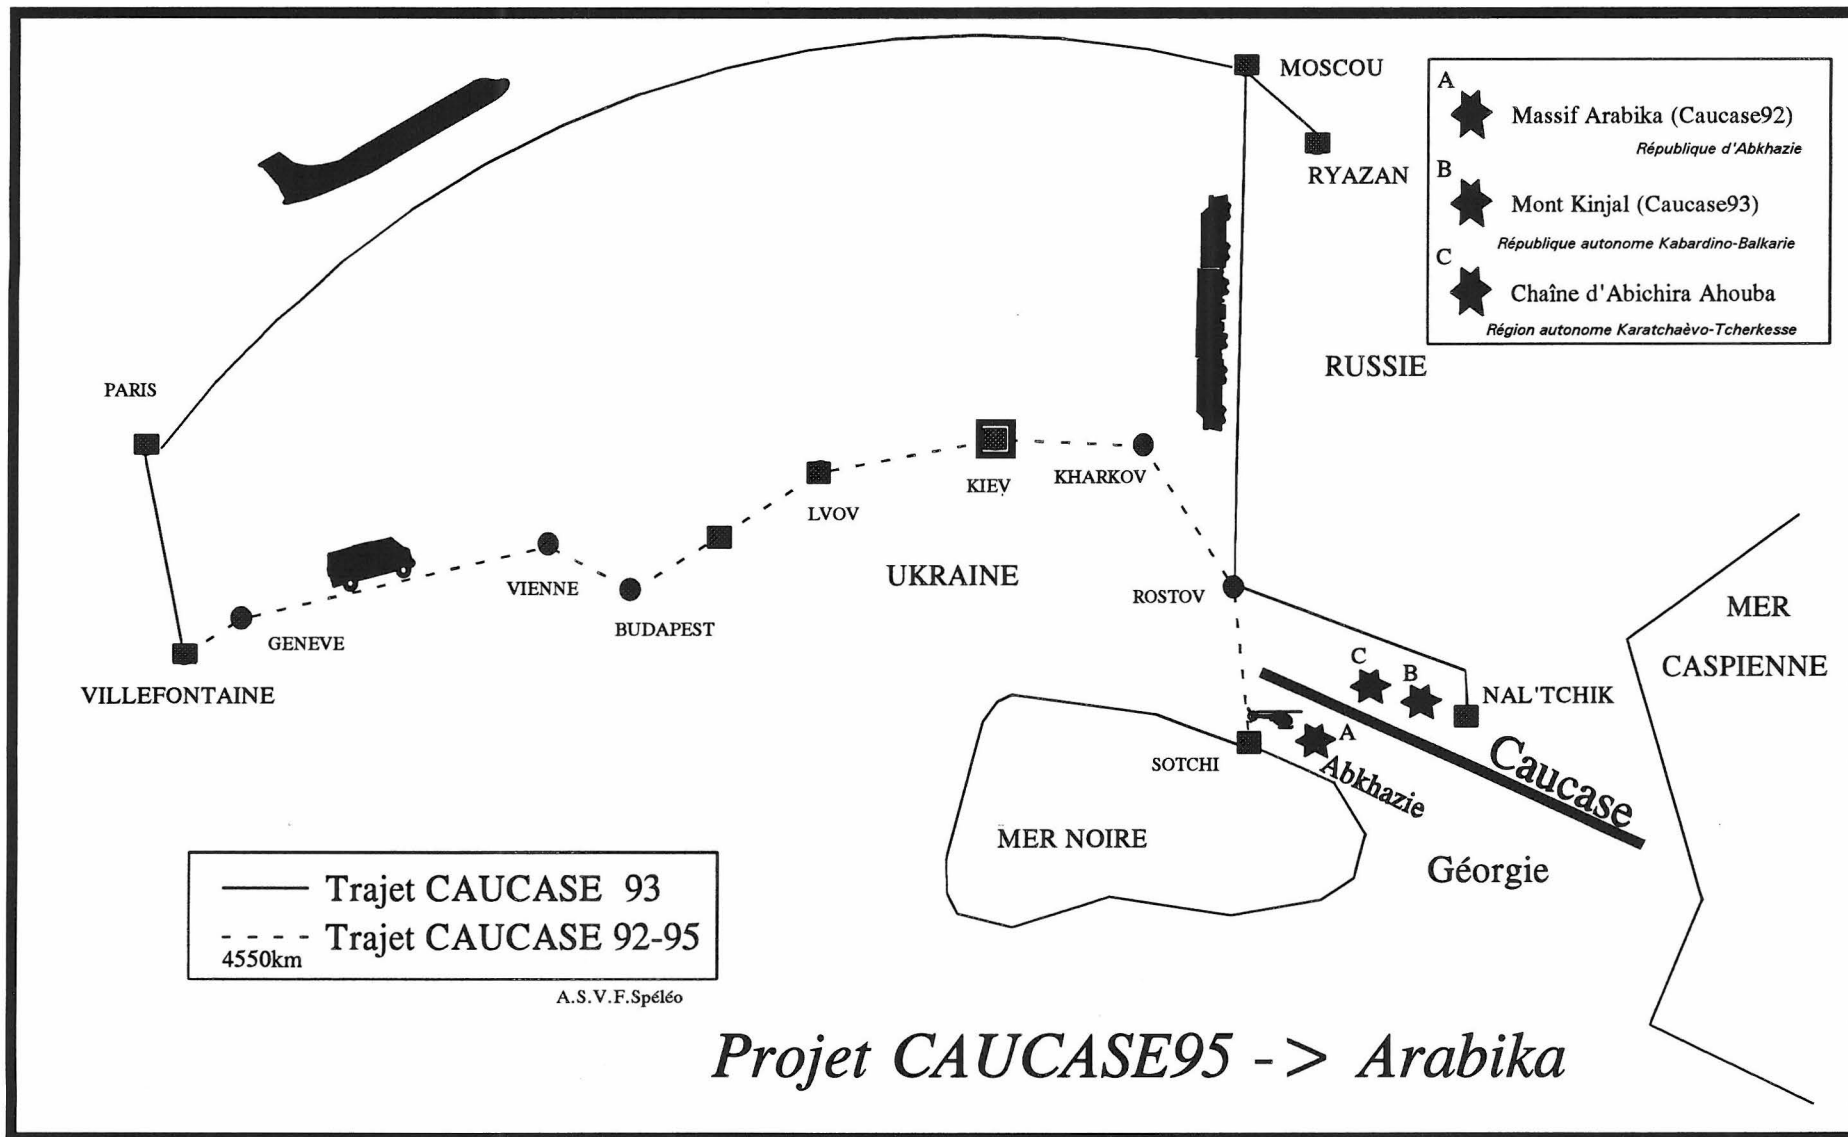 MOSCOU
RYAZAN
A
Massif Arabika (Caucase92)
République d'Abkhazie
B
Mont Kinjal (Caucase93)
République autonome Kabardino-Balkarie
C
Chaîne d'Abichira Ahouba
Région autonome Karatchaèvo-Tcherkesse
RUSSIE
PARIS
KIEV
KHARKOV
LVOV
UKRAINE
VIENNE
BUDAPEST
ROSTOV
GENEVE
VILLEFONTAINE
MER
CASPIENNE
C
B
NAL'TCHIK
A
SOTCHI
Abkhazie
Caucase
MER NOIRE
Géorgie
Trajet CAUCASE 93
Trajet CAUCASE 92-95
4550km
A.S.V.F.Spéléo
Projet CAUCASE95 - > Arabika